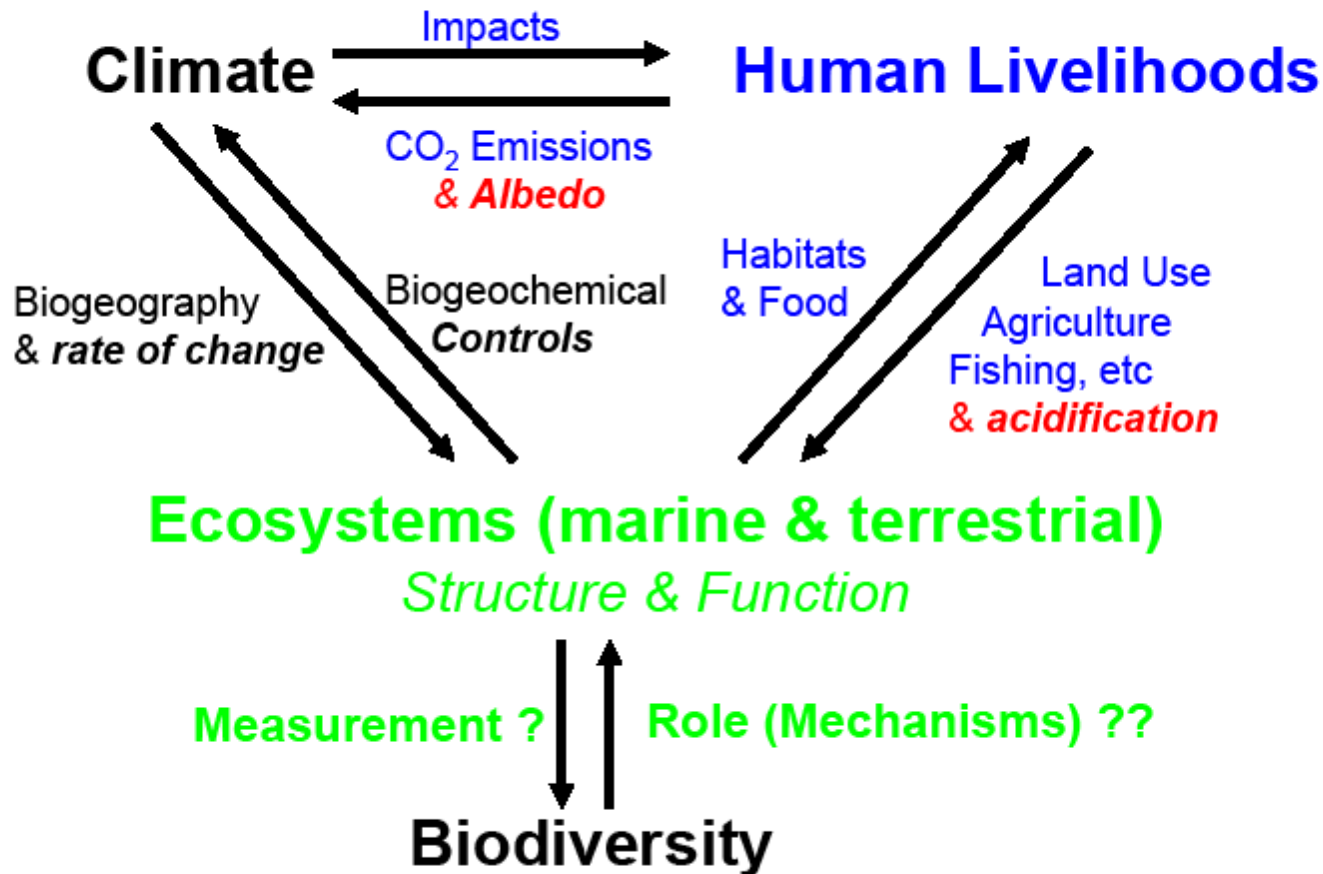 Impacts
Climate
Human Livelihoods
CO₂ Emissions
& Albedo
Biogeography
& rate of change
Biogeochemical
Controls
Habitats
& Food
Land Use
Agriculture
Fishing, etc
& acidification
Ecosystems (marine & terrestrial)
Structure & Function
Measurement ?
Role (Mechanisms) ??
Biodiversity